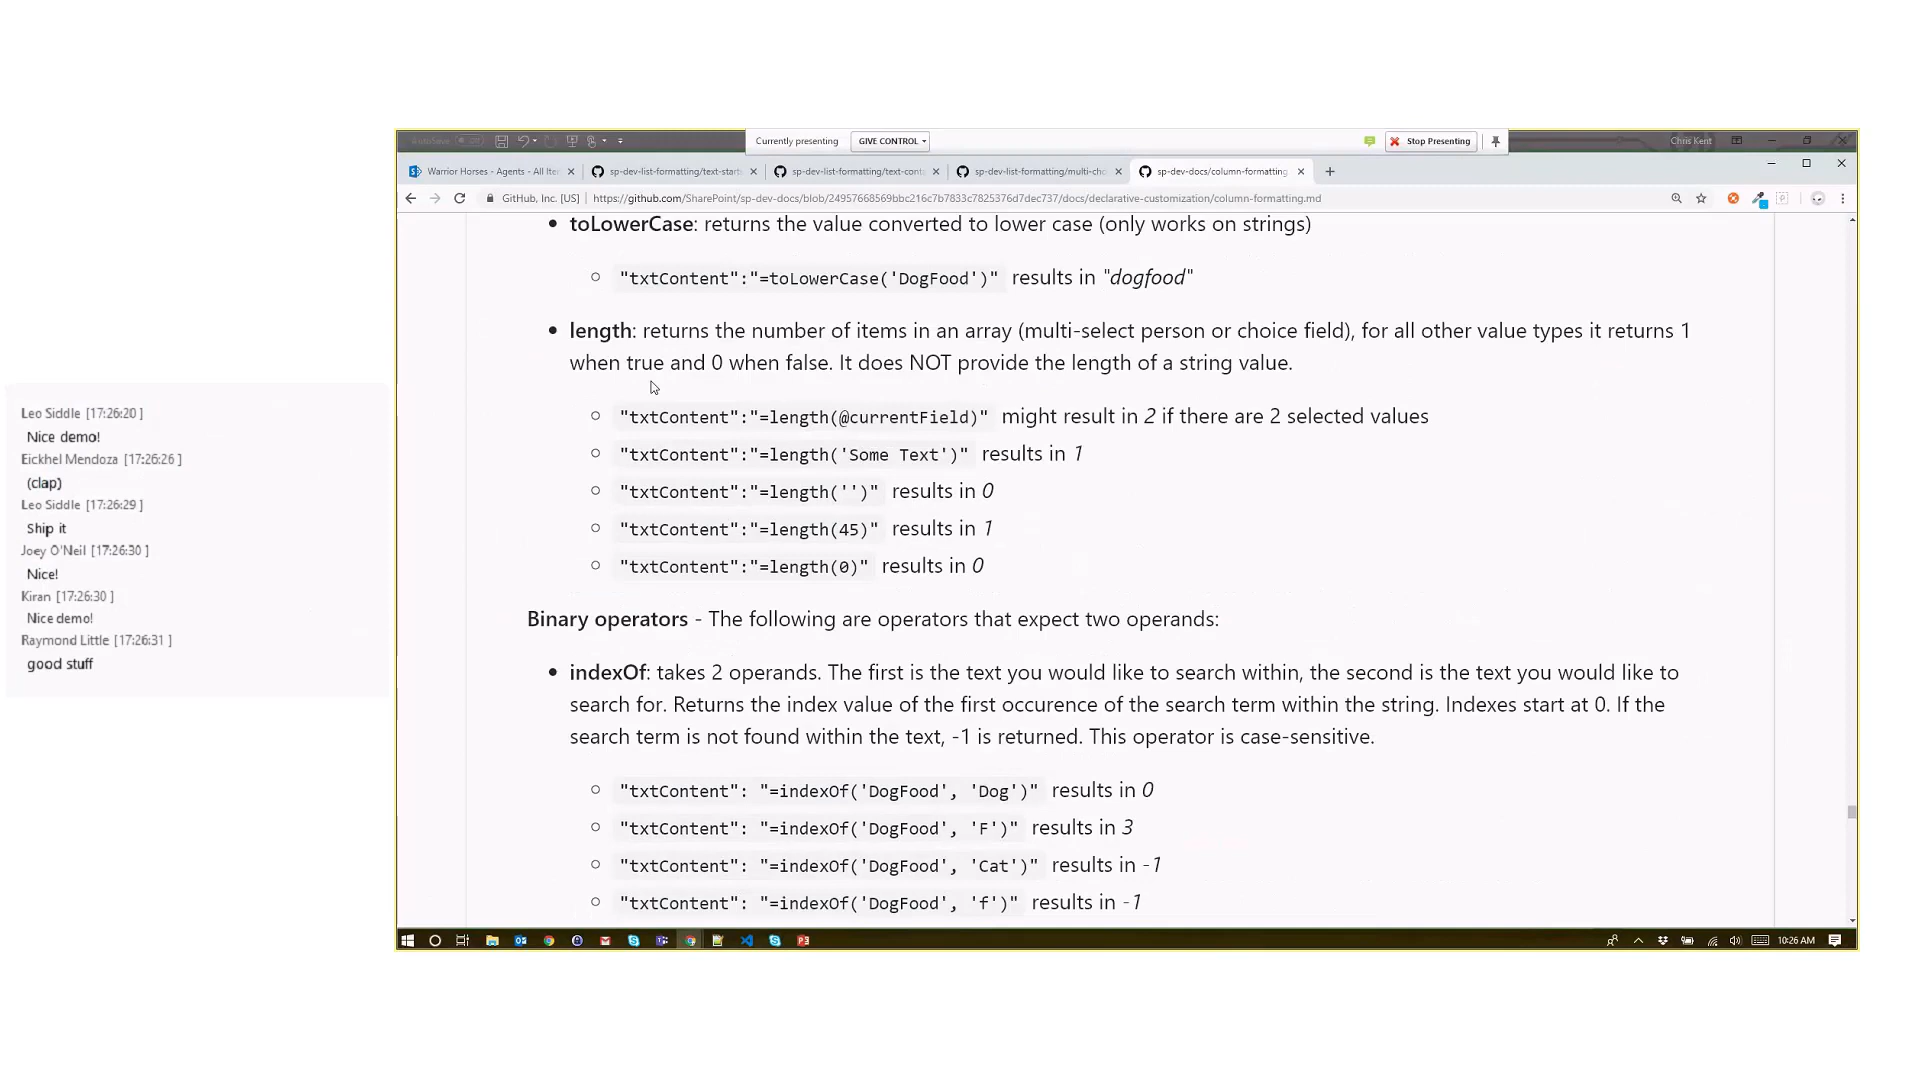 Leo Siddle [17:26:20 ]
Nice demo!
Eickhel Mendoza [17:26:26 ]
(clap)
Leo Siddle [17:26:29 ]
Ship it
Joey O'Neil [17:26:30 ]
Nice!
Kiran [17:26:30 ]
Nice demo!
Raymond Little [17:26:31 ]
good stuff
AutoSave
Currently presenting
GIVE CONTROL
Stop Presenting
Chris Kent
Warrior Horses - Agents - All Ite
sp-dev-list-formatting/text-starts
sp-dev-list-formatting/text-cont
sp-dev-list-formatting/multi-cho
sp-dev-docs/column-formatting
GitHub, Inc. [US]
https://github.com/SharePoint/sp-dev-docs/blob/24957668569bbc216c7b7833c7825376d7dec737/docs/declarative-customization/column-formatting.md
toLowerCase: returns the value converted to lower case (only works on strings)
"txtContent":"=toLowerCase('DogFood')" results in "dogfood"
length: returns the number of items in an array (multi-select person or choice field), for all other value types it returns 1
when true and 0 when false. It does NOT provide the length of a string value.
"txtContent":"=length(@currentField)" might result in 2 if there are 2 selected values
"txtContent":"=length('Some Text')" results in 1
"txtContent":"=length('')" results in 0
"txtContent":"=length(45)" results in 1
"txtContent":"=length(0)" results in 0
Binary operators - The following are operators that expect two operands:
indexOf: takes 2 operands. The first is the text you would like to search within, the second is the text you would like to
search for. Returns the index value of the first occurence of the search term within the string. Indexes start at 0. If the
search term is not found within the text, -1 is returned. This operator is case-sensitive.
"txtContent": "=indexOf('DogFood', 'Dog')" results in 0
"txtContent": "=indexOf('DogFood', 'F')" results in 3
"txtContent": "=indexOf('DogFood', 'Cat')" results in -1
"txtContent": "=indexOf('DogFood', 'f')" results in -1
10:26 AM